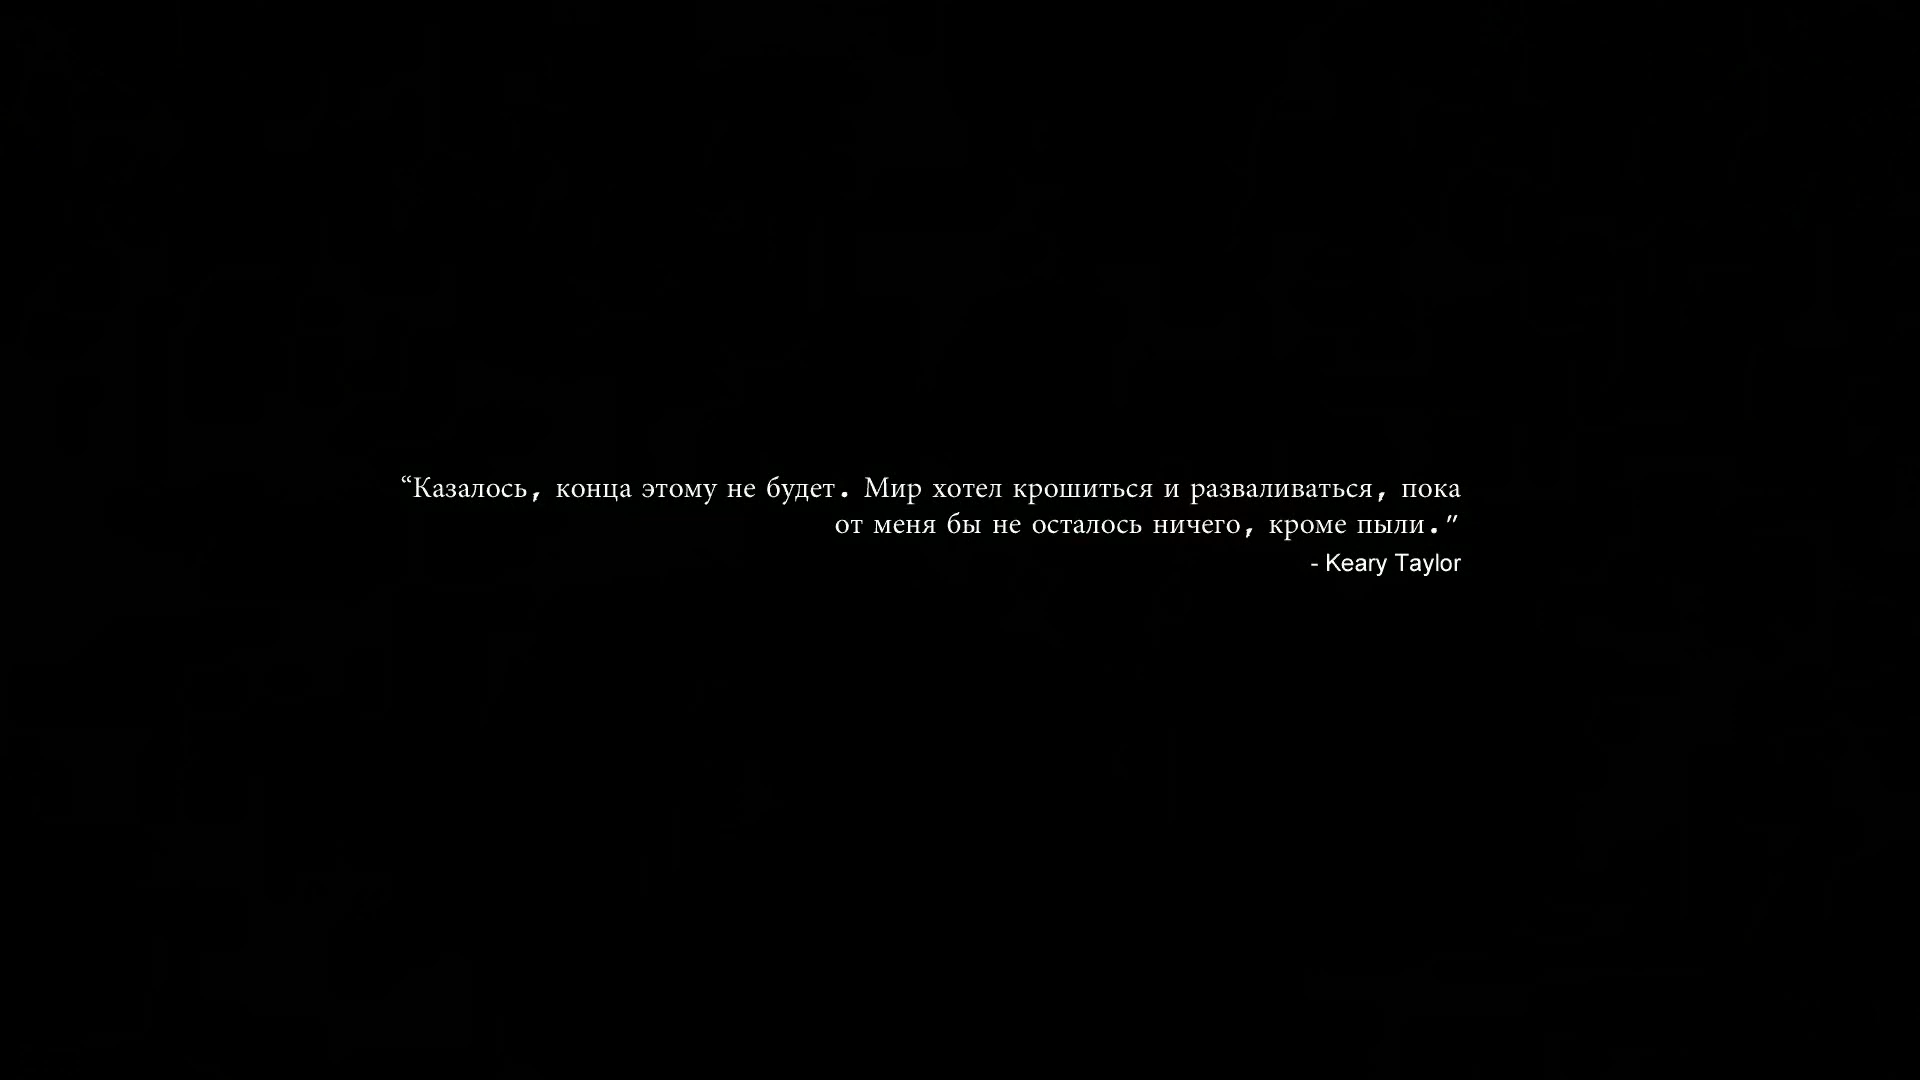 “Казалось, конца этому не будет. Мир хотел крошиться и разваливаться, пока
от меня бы не осталось ничего, кроме пыли.”
- Keary Taylor